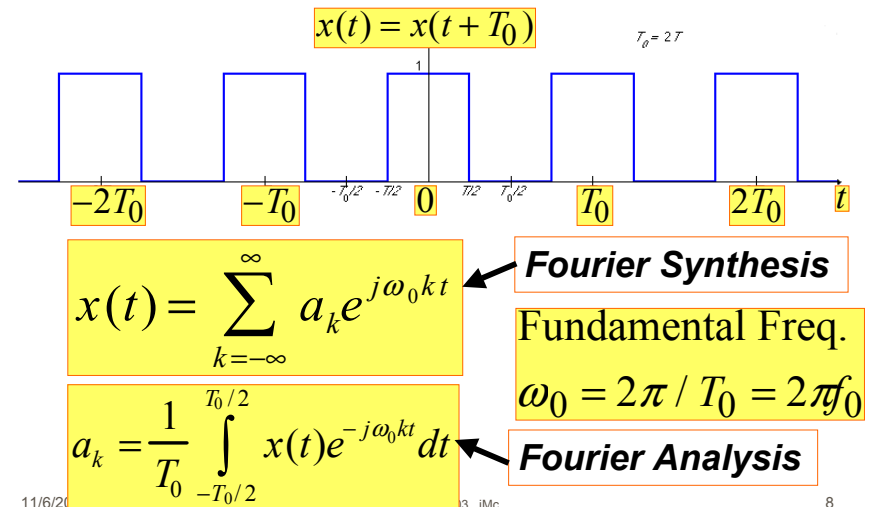 x(t) = x(t + T₀)
T₀ = 2T
1
−2T₀ −T₀ -T₀/2 -T/2 0 T/2 T₀/2 T₀ 2T₀ t
x(t) = ∑_{k=−∞}^{∞} a_k e^{jω₀kt}
Fourier Synthesis
Fundamental Freq.
ω₀ = 2π / T₀ = 2πf₀
a_k = \frac{1}{T₀} ∫_{−T₀/2}^{T₀/2} x(t)e^{−jω₀kt} dt
Fourier Analysis
8